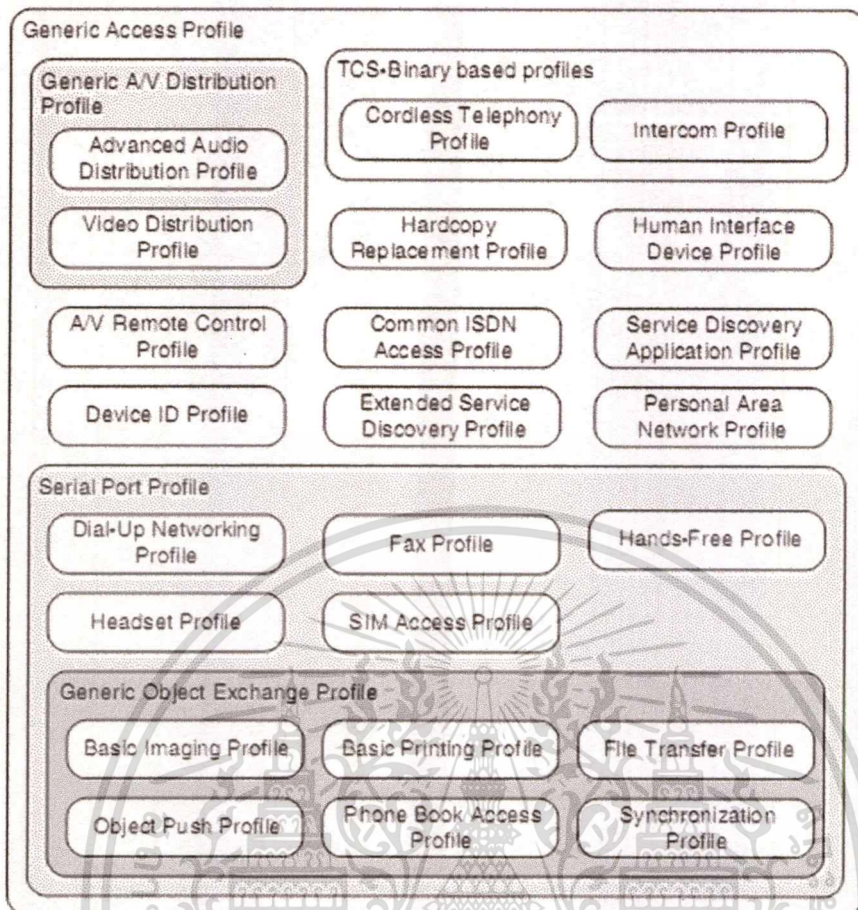 Generic Access Profile
Generic A/V Distribution
Profile
Advanced Audio
Distribution Profile
Video Distribution
Profile
TCS-Binary based profiles
Cordless Telephony
Profile
Intercom Profile
Hardcopy
Replacement Profile
Human Interface
Device Profile
A/V Remote Control
Profile
Common ISDN
Access Profile
Service Discovery
Application Profile
Device ID Profile
Extended Service
Discovery Profile
Personal Area
Network Profile
Serial Port Profile
Dial-Up Networking
Profile
Fax Profile
Hands-Free Profile
Headset Profile
SIM Access Profile
Generic Object Exchange Profile
Basic Imaging Profile
Basic Printing Profile
File Transfer Profile
Object Push Profile
Phone Book Access
Profile
Synchronization
Profile